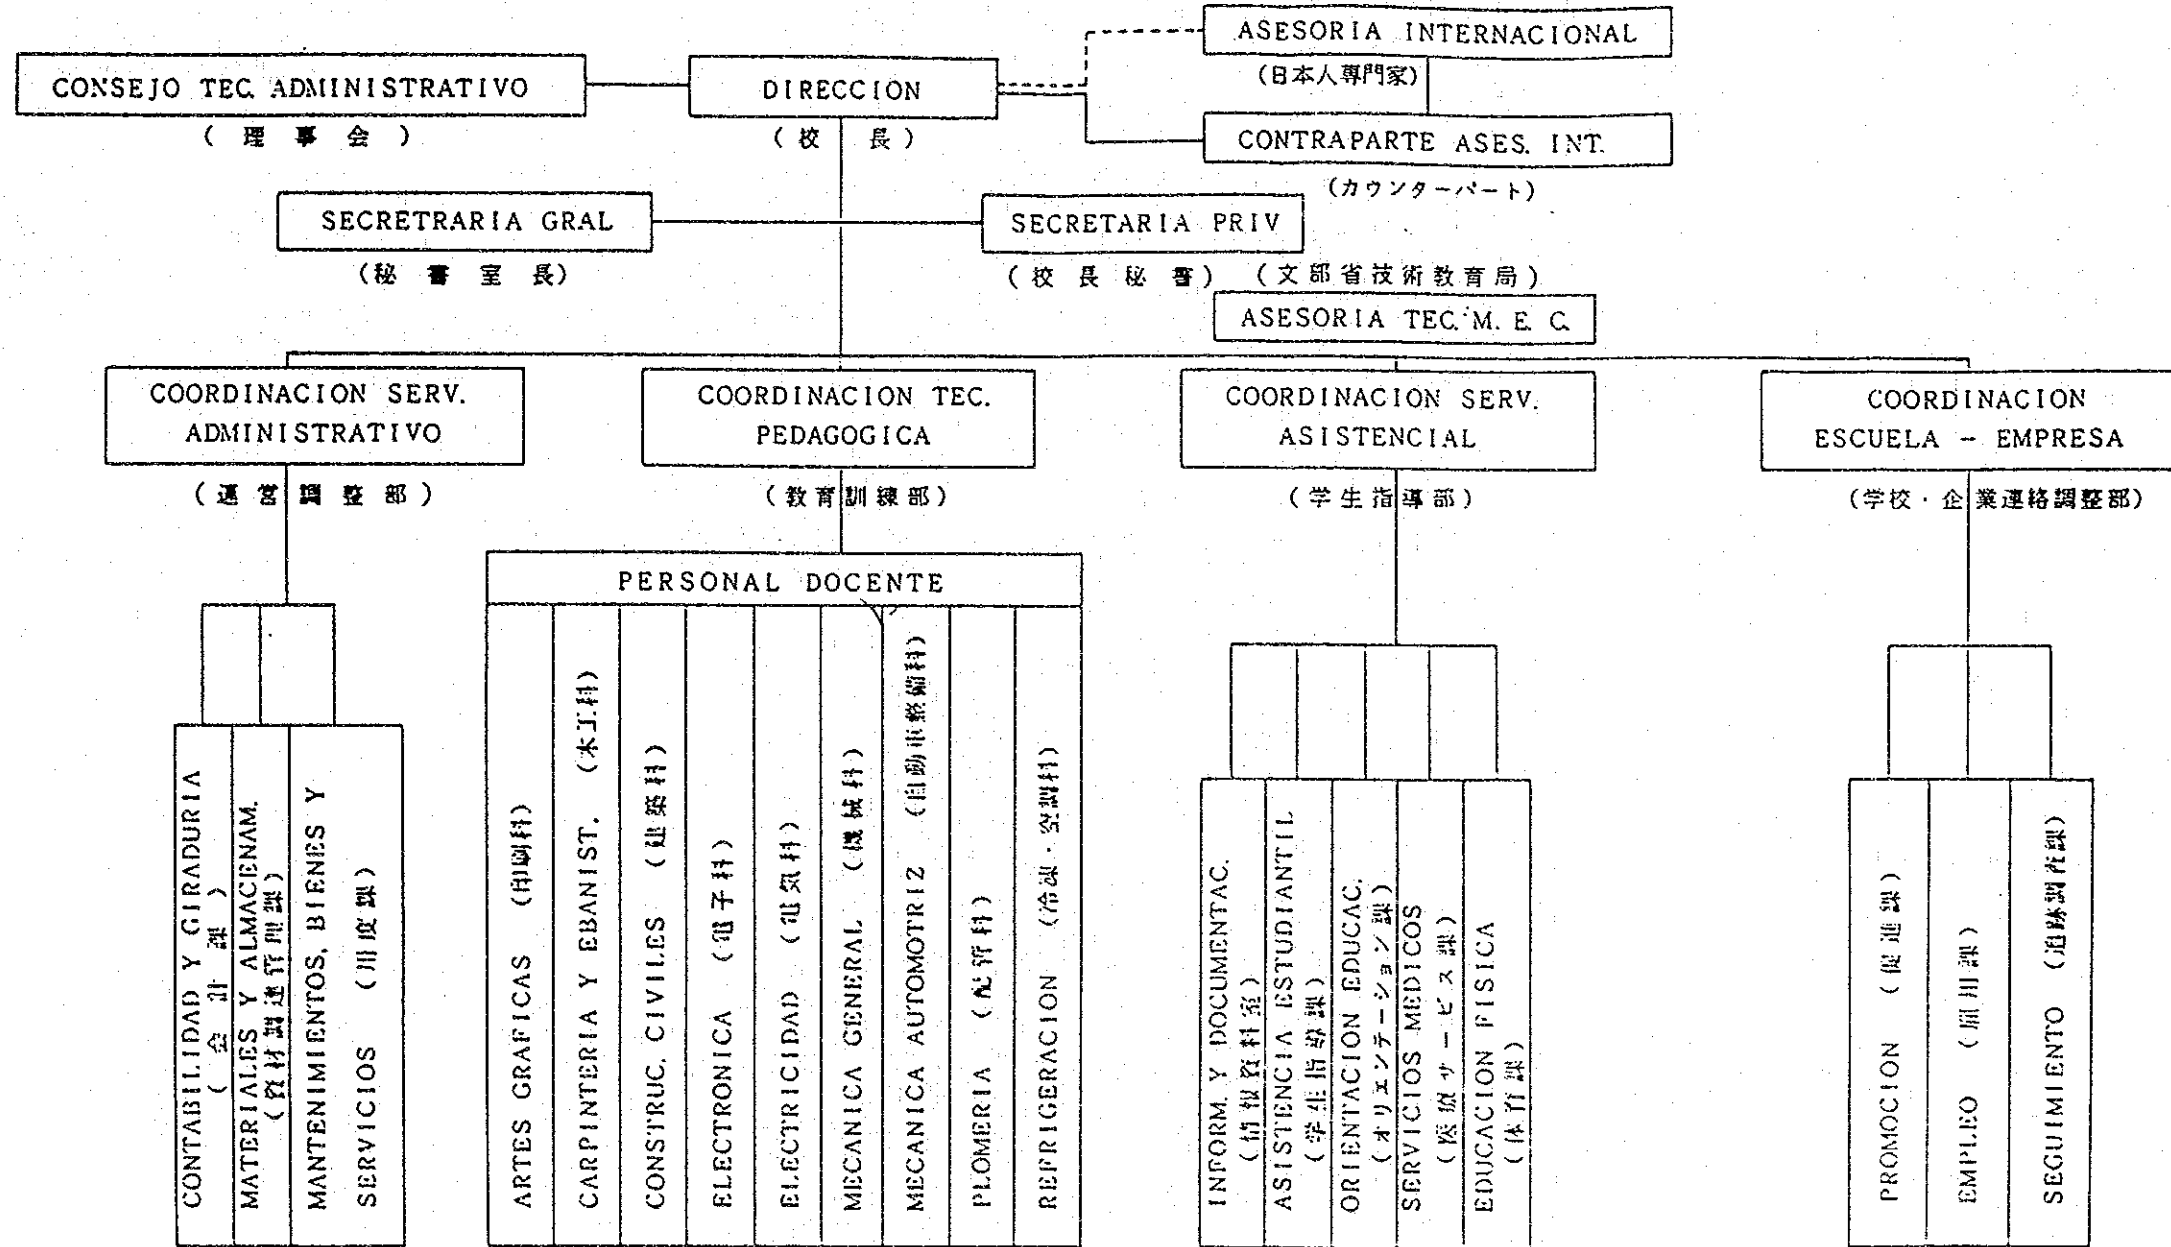 ASESORIA INTERNACIONAL
(日本人専門家)
CONSEJO TEC. ADMINISTRATIVO
(理事会)
DIRECCION
(校長)
CONTRAPARTE ASES. INT.
(カウンターパート)
SECRETRARIA GRAL
(秘書室長)
SECRETARIA PRIV
(校長秘書)
(文部省技術教育局)
ASESORIA TEC. M. E. C.
COORDINACION SERV.
ADMINISTRATIVO
(運営調整部)
COORDINACION TEC.
PEDAGOGICA
(教育訓練部)
COORDINACION SERV.
ASISTENCIAL
(学生指導部)
COORDINACION
ESCUELA - EMPRESA
(学校・企業連絡調整部)
PERSONAL DOCENTE
CONTABILIDAD Y GIRADURIA
(会計課)
MATERIALES Y ALMACENAM.
(資材調達管理課)
MANTENIMIENTOS, BIENES Y
SERVICIOS (用度課)
ARTES GRAFICAS (印刷科)
CARPINTERIA Y EBANIST. (木工科)
CONSTRUC. CIVILES (建築科)
ELECTRONICA (電子科)
ELECTRICIDAD (電気科)
MECANICA GENERAL (機械科)
MECANICA AUTOMOTRIZ (自動車整備科)
PLOMERIA (配管科)
REFRIGERACION (冷凍・空調科)
INFORM. Y DOCUMENTAC.
(情報資料室)
ASISTENCIA ESTUDIANTIL
(学生指導課)
ORIENTACION EDUCAC.
(オリエンテーション課)
SERVICIOS MEDICOS
(医療サービス課)
EDUCACION FISICA
(体育課)
PROMOCION (促進課)
EMPLEO (雇用課)
SEGUIMIENTO (追跡調査課)